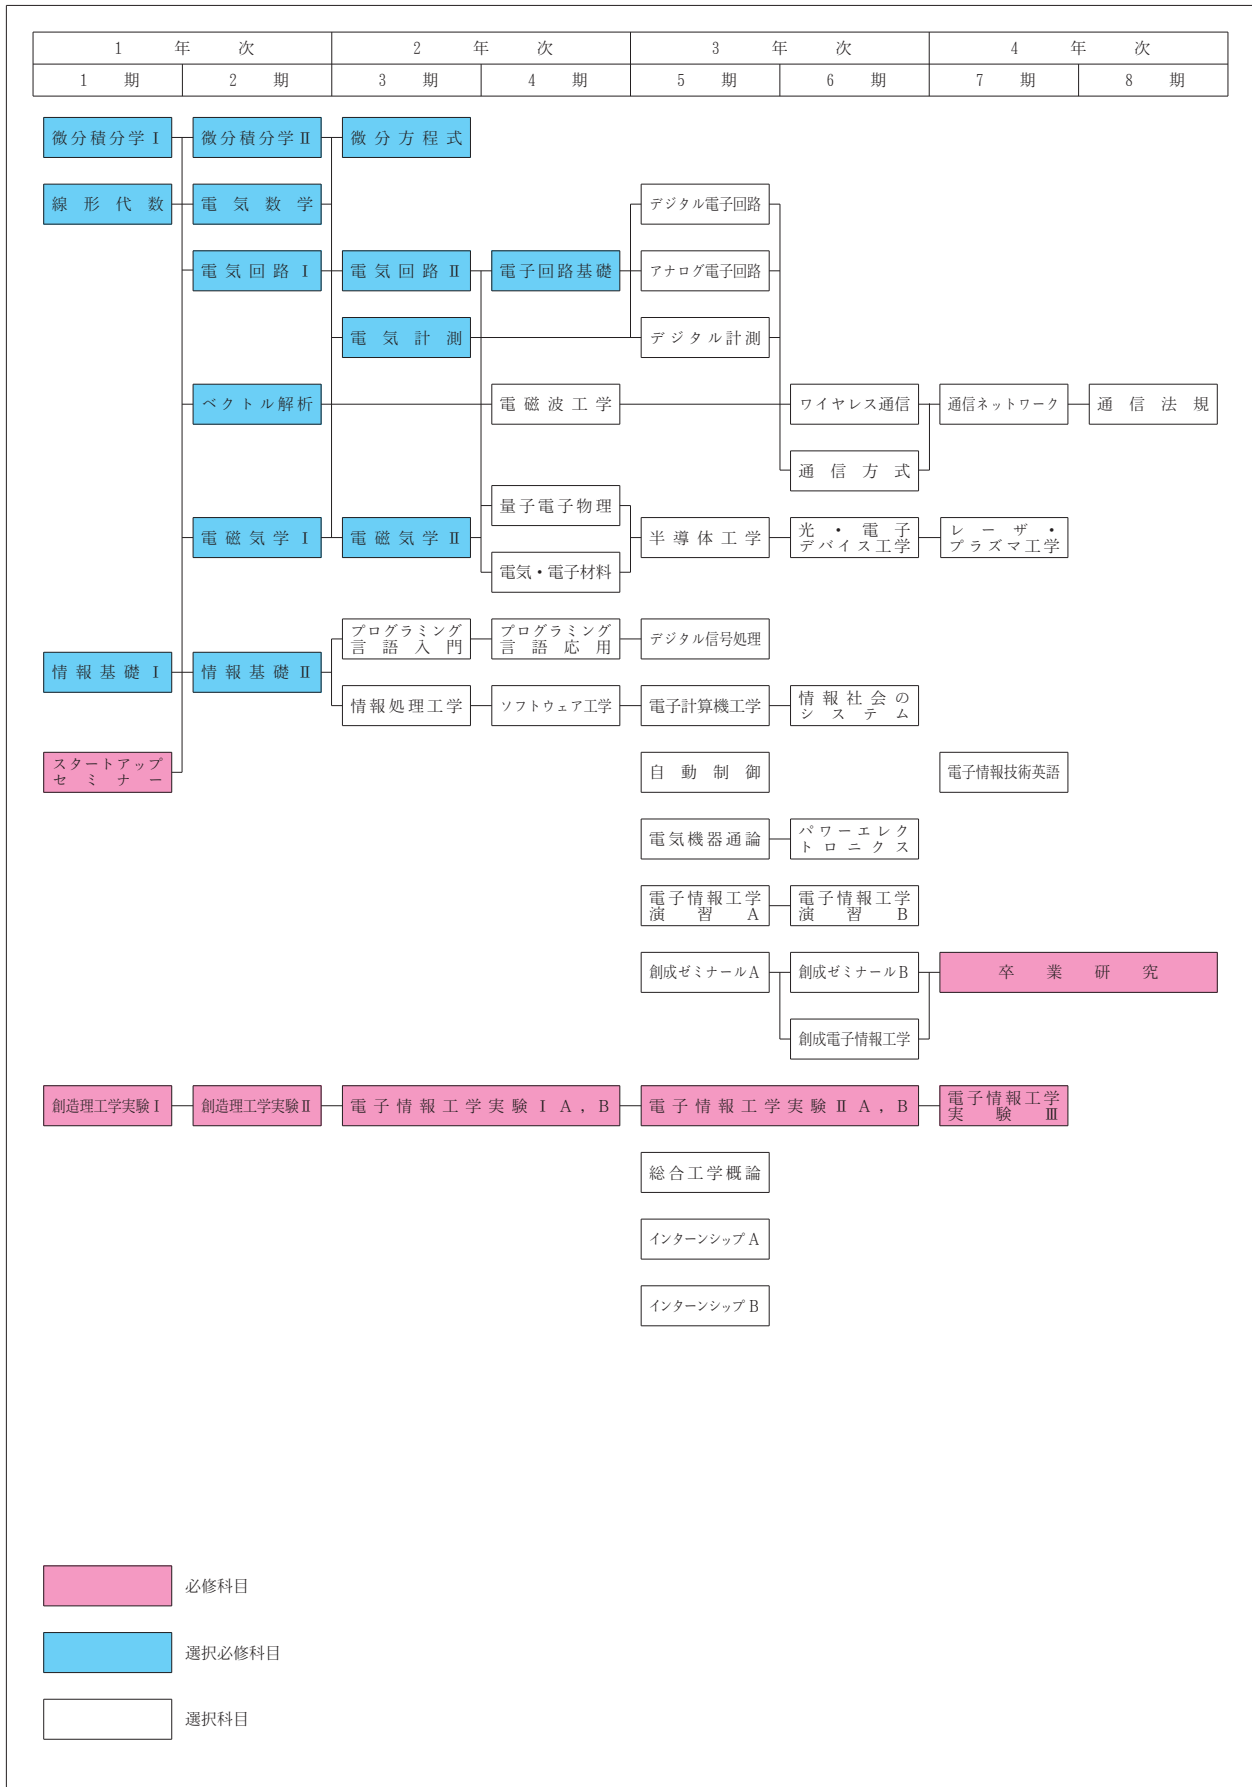 1年次 2年次 3年次 4年次
1期 2期 3期 4期 5期 6期 7期 8期
微分積分学Ⅰ 微分積分学Ⅱ 微分方程式
線形代数 電気数学 デジタル電子回路
電気回路Ⅰ 電気回路Ⅱ 電子回路基礎 アナログ電子回路
電気計測 デジタル計測
ベクトル解析 電磁波工学 ワイヤレス通信 通信ネットワーク 通信法規
通信方式
量子電子物理
電磁気学Ⅰ 電磁気学Ⅱ 半導体工学
光・電子
デバイス工学
レーザ・
プラズマ工学
電気・電子材料
プログラミング
言語入門
プログラミング
言語応用
デジタル信号処理
情報基礎Ⅰ 情報基礎Ⅱ
情報処理工学 ソフトウェア工学 電子計算機工学
情報社会の
システム
スタートアップ
セミナー
自動制御 電子情報技術英語
電気機器通論
パワーエレク
トロニクス
電子情報工学
演習A
電子情報工学
演習B
創成ゼミナールA 創成ゼミナールB 卒業研究
創成電子情報工学
創造理工学実験Ⅰ 創造理工学実験Ⅱ 電子情報工学実験ⅠA,B 電子情報工学実験ⅡA,B
電子情報工学
実験Ⅲ
総合工学概論
インターンシップA
インターンシップB
必修科目
選択必修科目
選択科目